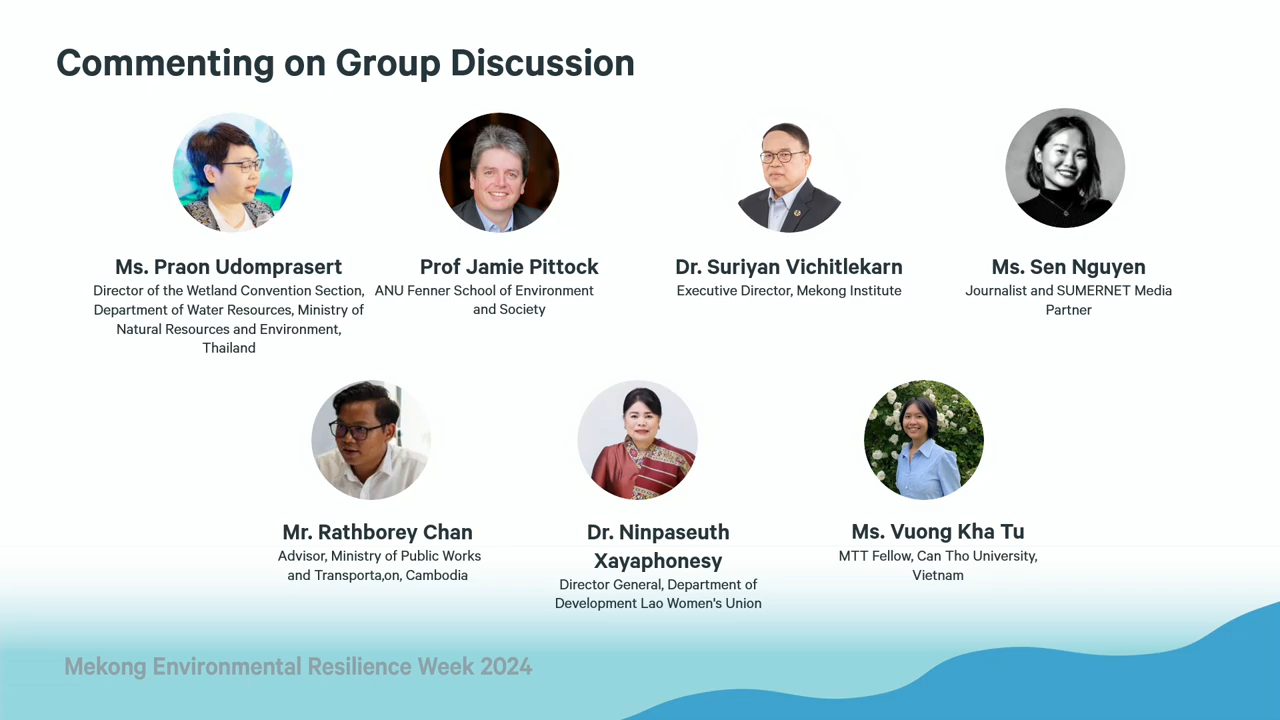 Commenting on Group Discussion
Ms. Praon Udomprasert
Director of the Wetland Convention Section,
Department of Water Resources, Ministry of
Natural Resources and Environment,
Thailand
Prof Jamie Pittock
ANU Fenner School of Environment
and Society
Dr. Suriyan Vichitlekarn
Executive Director, Mekong Institute
Ms. Sen Nguyen
Journalist and SUMERNET Media
Partner
Mr. Rathborey Chan
Advisor, Ministry of Public Works
and Transporta,on, Cambodia
Dr. Ninpaseuth
Xayaphonesy
Director General, Department of
Development Lao Women's Union
Ms. Vuong Kha Tu
MTT Fellow, Can Tho University,
Vietnam
Mekong Environmental Resilience Week 2024